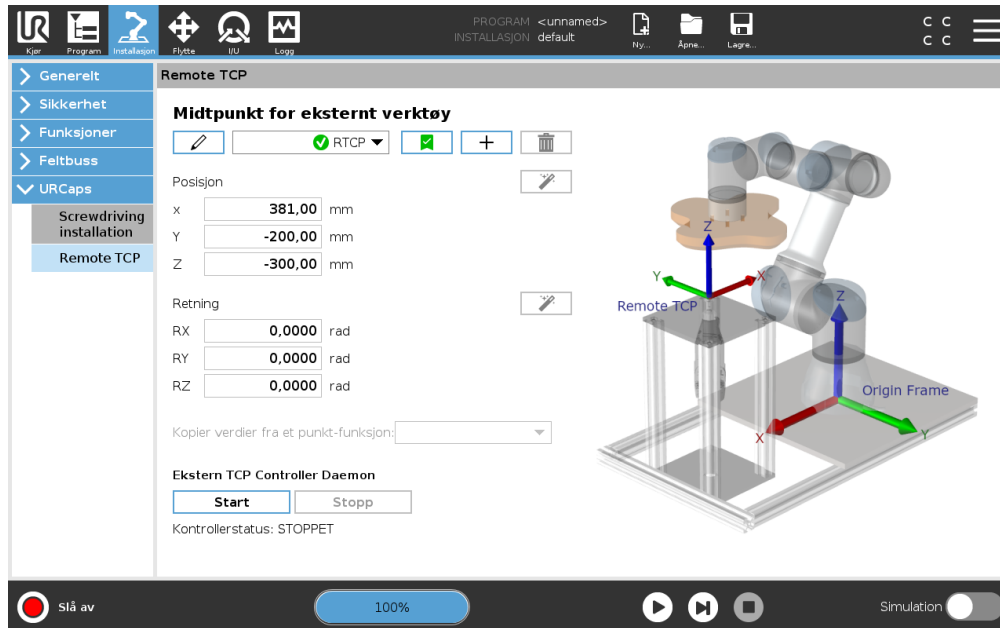 PROGRAM <unnamed>
INSTALLASJON default
UR
Kjør
Program
Installasjon
Flytte
I/U
Logg
Ny...
Åpne...
Lagre...
C C
C C
Generelt
Sikkerhet
Funksjoner
Feltbuss
URCaps
Screwdriving
installation
Remote TCP
Remote TCP
Midtpunkt for eksternt verktøy
RTCP
Posisjon
X 381,00 mm
Y -200,00 mm
Z -300,00 mm
Retning
RX 0,0000 rad
RY 0,0000 rad
RZ 0,0000 rad
Kopier verdier fra et punkt-funksjon:
Ekstern TCP Controller Daemon
Start
Stopp
Kontrollerstatus: STOPPET
Z
Y
X
Remote TCP
Z
Origin Frame
X
Y
Slå av
100%
Simulation